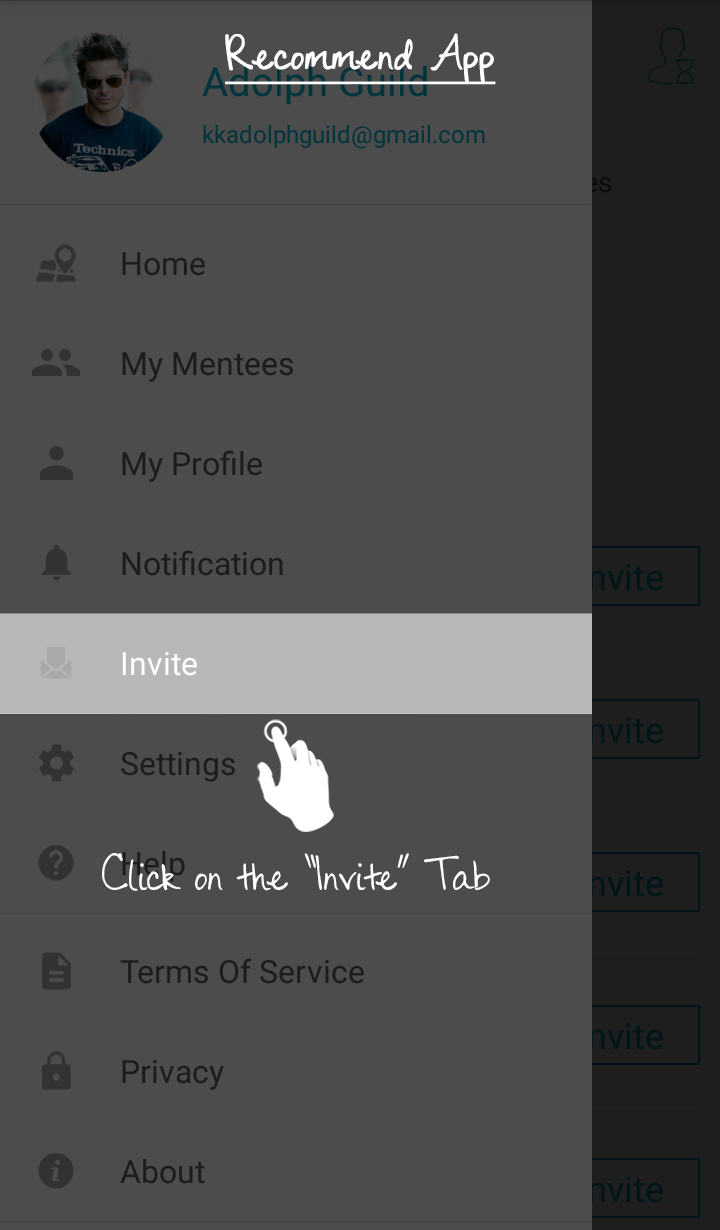 Recommend App
Adolph Guild
kkadolphguild@gmail.com
Technics
es
Home
My Mentees
My Profile
Notification
nvite
Invite
nvite
Settings
Help
nvite
Click on the "Invite" Tab
Terms Of Service
nvite
Privacy
About
nvite